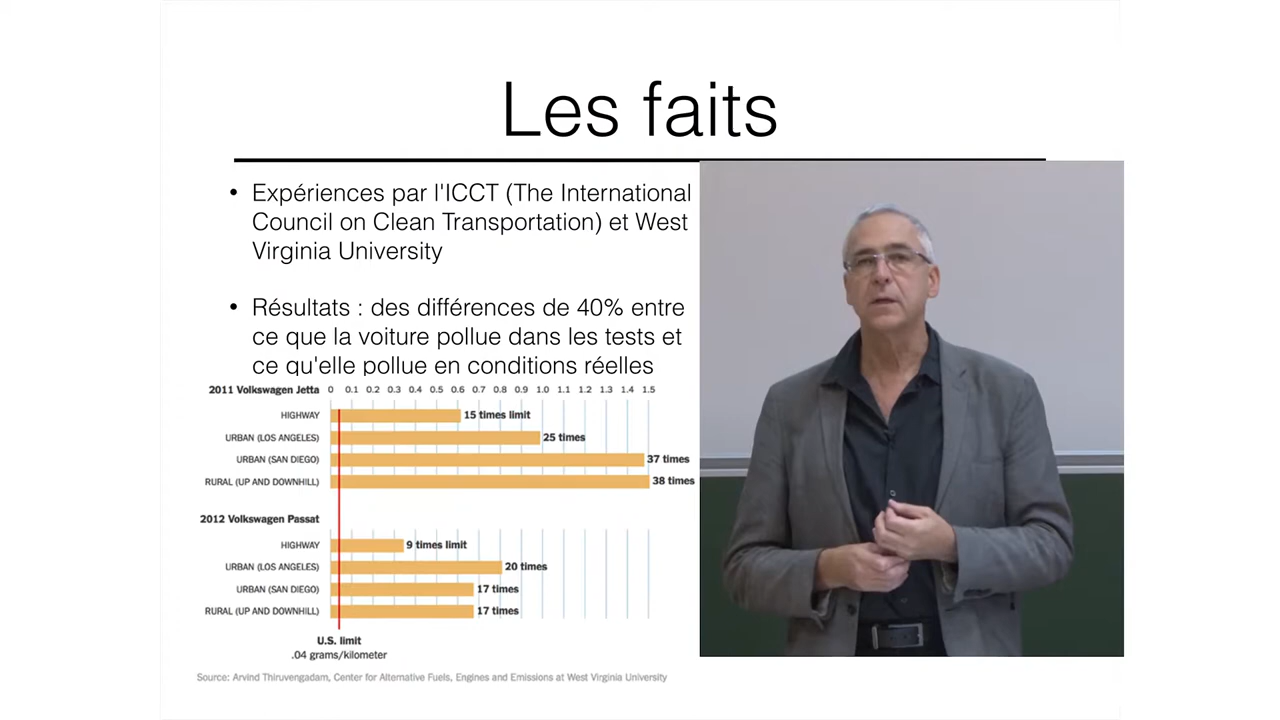 Les faits
• Expériences par l'ICCT (The International
Council on Clean Transportation) et West
Virginia University
• Résultats : des différences de 40% entre
ce que la voiture pollue dans les tests et
ce qu'elle pollue en conditions réelles
2011 Volkswagen Jetta 0 0.1 0.2 0.3 0.4 0.5 0.6 0.7 0.8 0.9 1.0 1.1 1.2 1.3 1.4 1.5
HIGHWAY 15 times limit
URBAN (LOS ANGELES) 25 times
URBAN (SAN DIEGO) 37 times
RURAL (UP AND DOWNHILL) 38 times
2012 Volkswagen Passat
HIGHWAY 9 times limit
URBAN (LOS ANGELES) 20 times
URBAN (SAN DIEGO) 17 times
RURAL (UP AND DOWNHILL) 17 times
U.S. limit
.04 grams/kilometer
Source: Arvind Thiruvengadam, Center for Alternative Fuels, Engines and Emissions at West Virginia University